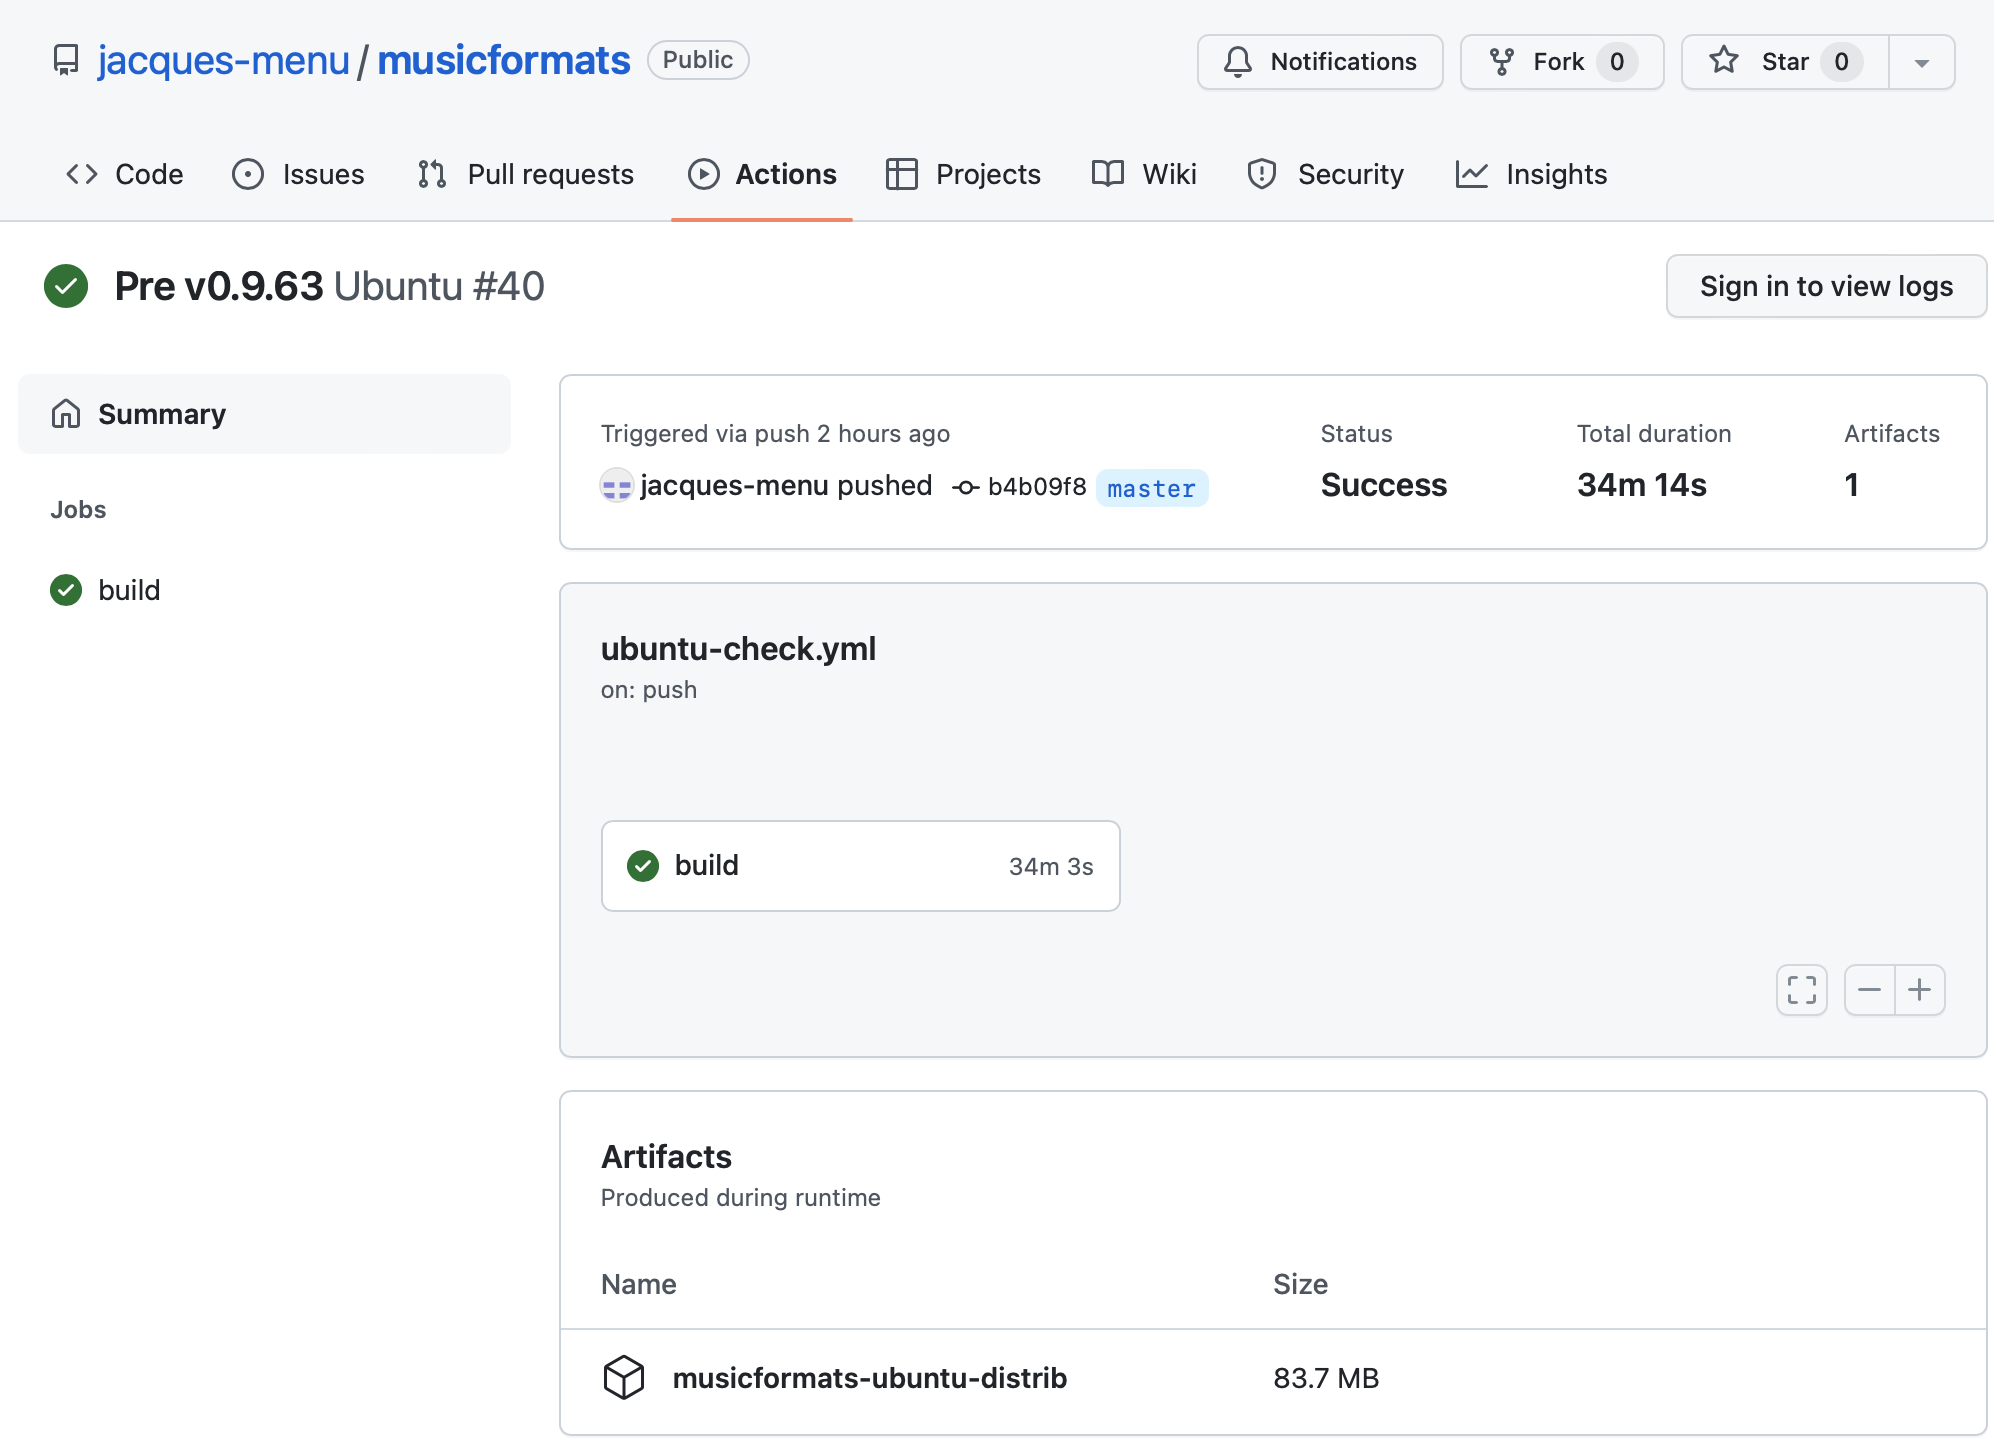 jacques-menu / musicformats Public Notifications Fork 0 Star 0
Code Issues Pull requests Actions Projects Wiki Security Insights
Pre v0.9.63 Ubuntu #40 Sign in to view logs
Summary
Jobs
build
Triggered via push 2 hours ago Status Total duration Artifacts
jacques-menu pushed b4b09f8 master Success 34m 14s 1
ubuntu-check.yml
on: push
build 34m 3s
Artifacts
Produced during runtime
Name Size
musicformats-ubuntu-distrib 83.7 MB